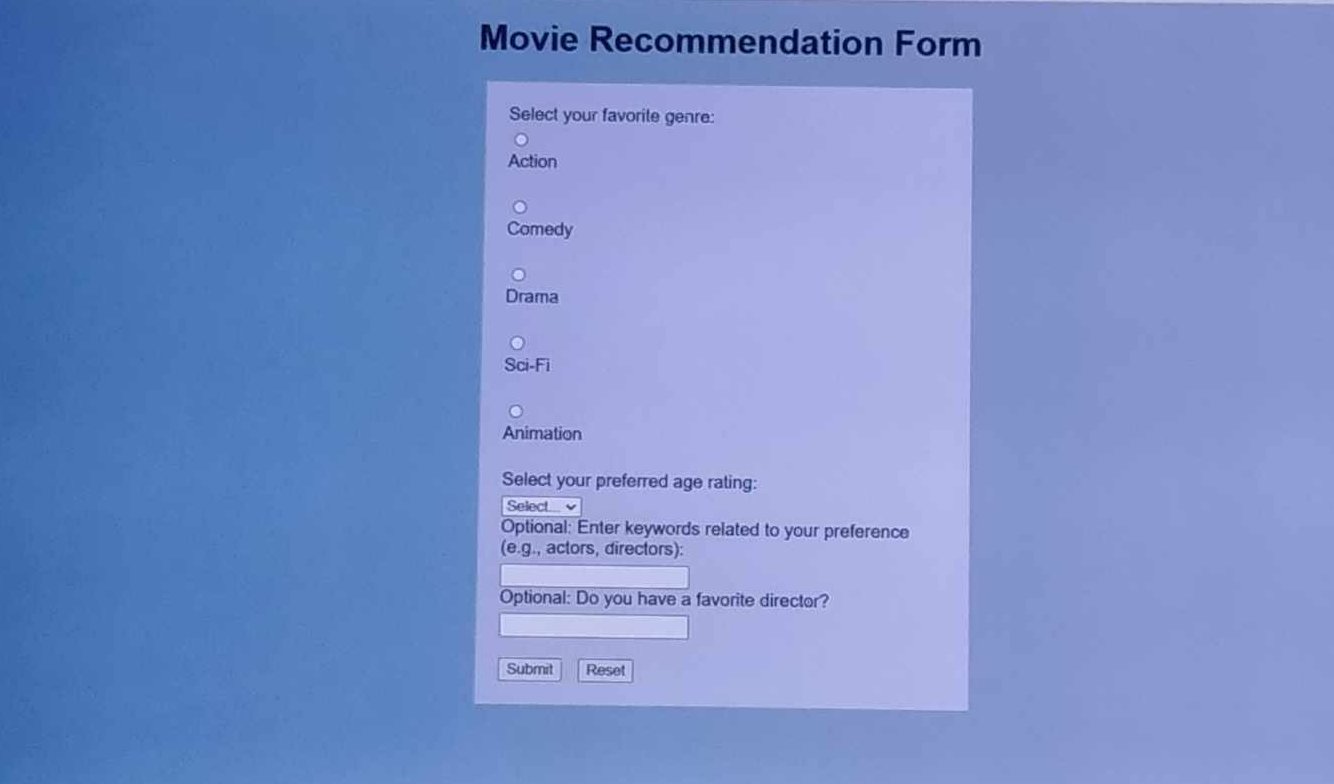 Movie Recommendation Form
Select your favorite genre:
Action
Comedy
Drama
Sci-Fi
Animation
Select your preferred age rating:
Select...
Optional: Enter keywords related to your preference
(e.g., actors, directors):
Optional: Do you have a favorite director?
Submit Reset